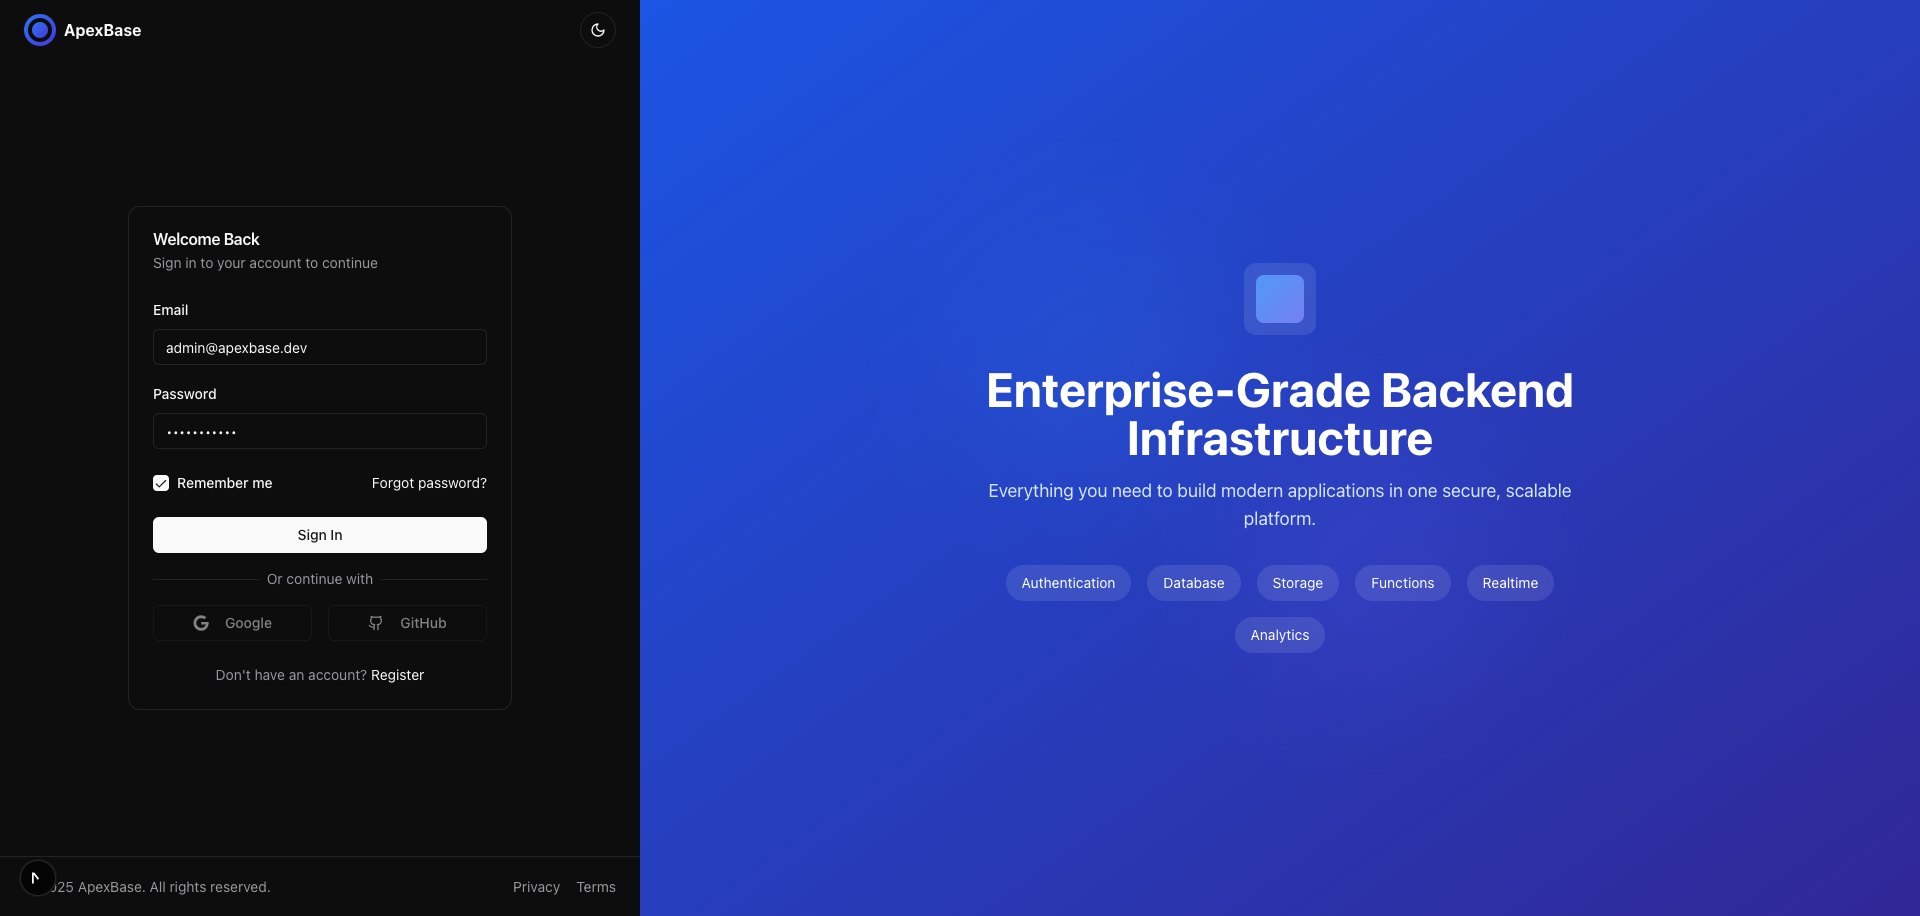 ApexBase
Welcome Back
Sign in to your account to continue
Email
admin@apexbase.dev
Password
•••••••••••
Remember me
Forgot password?
Sign In
Or continue with
Google
GitHub
Don't have an account? Register
25 ApexBase. All rights reserved.
Privacy
Terms
Enterprise-Grade Backend
Infrastructure
Everything you need to build modern applications in one secure, scalable
platform.
Authentication
Database
Storage
Functions
Realtime
Analytics